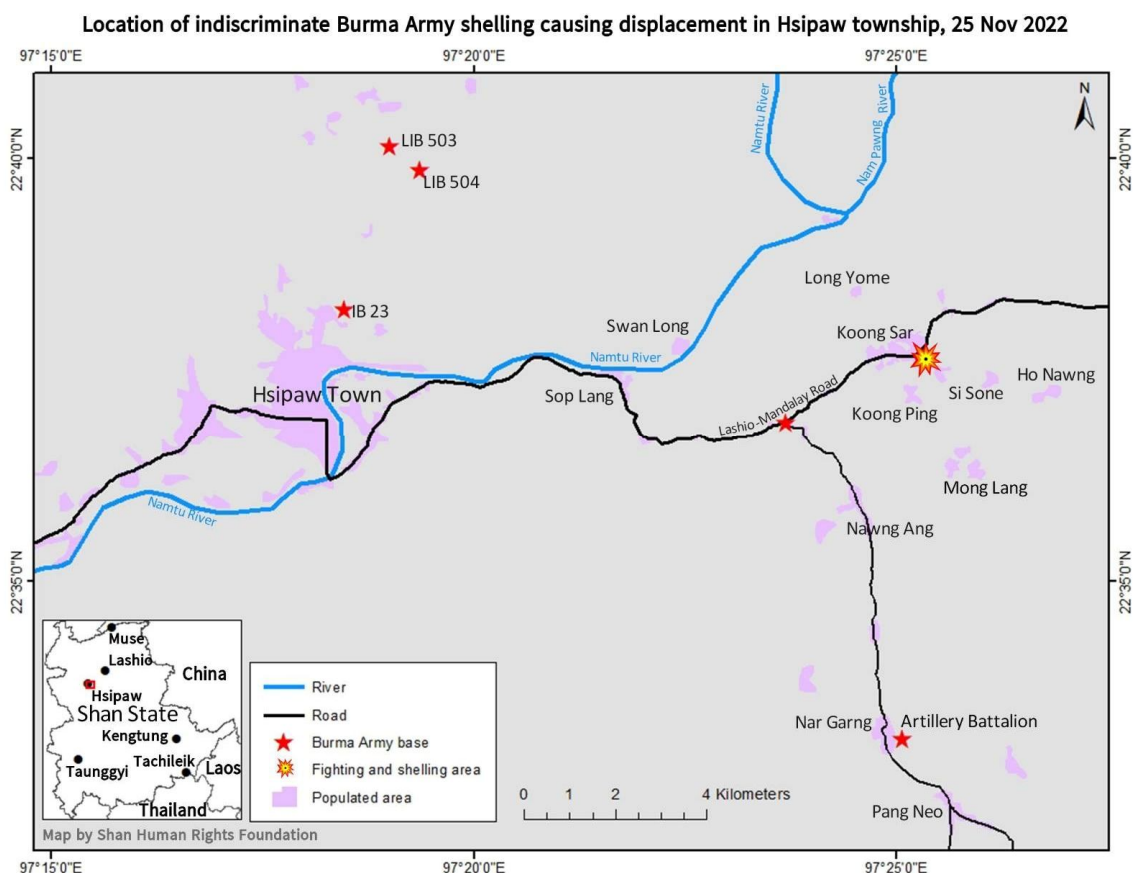 Location of indiscriminate Burma Army shelling causing displacement in Hsipaw township, 25 Nov 2022
97°15'0"E
97°20'0"E
97°25'0"E
N
22°40'0"N
22°40'0"N
LIB 503
LIB 504
Namtu River
Nam Pawng River
Long Yome
IB 23
Swan Long
Koong Sar
Namtu River
Hsipaw Town
Sop Lang
Lashio-Mandalay Road
Koong Ping
Si Sone
Ho Nawng
Mong Lang
Namtu River
Nawng Ang
22°35'0"N
22°35'0"N
Muse
Lashio
China
Hsipaw
Shan State
Kengtung
Taunggyi
Tachileik
Laos
Thailand
River
Road
Burma Army base
Fighting and shelling area
Populated area
Nar Garng
Artillery Battalion
0 1 2 4 Kilometers
Pang Neo
Map by Shan Human Rights Foundation
97°15'0"E
97°20'0"E
97°25'0"E